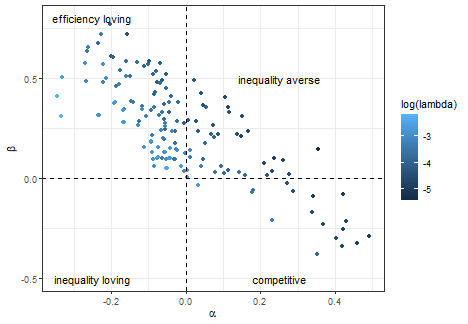 efficiency loving
inequality averse
inequality loving
competitive
β
0.5
0.0
-0.5
-0.2
0.0
0.2
0.4
α
log(lambda)
-3
-4
-5